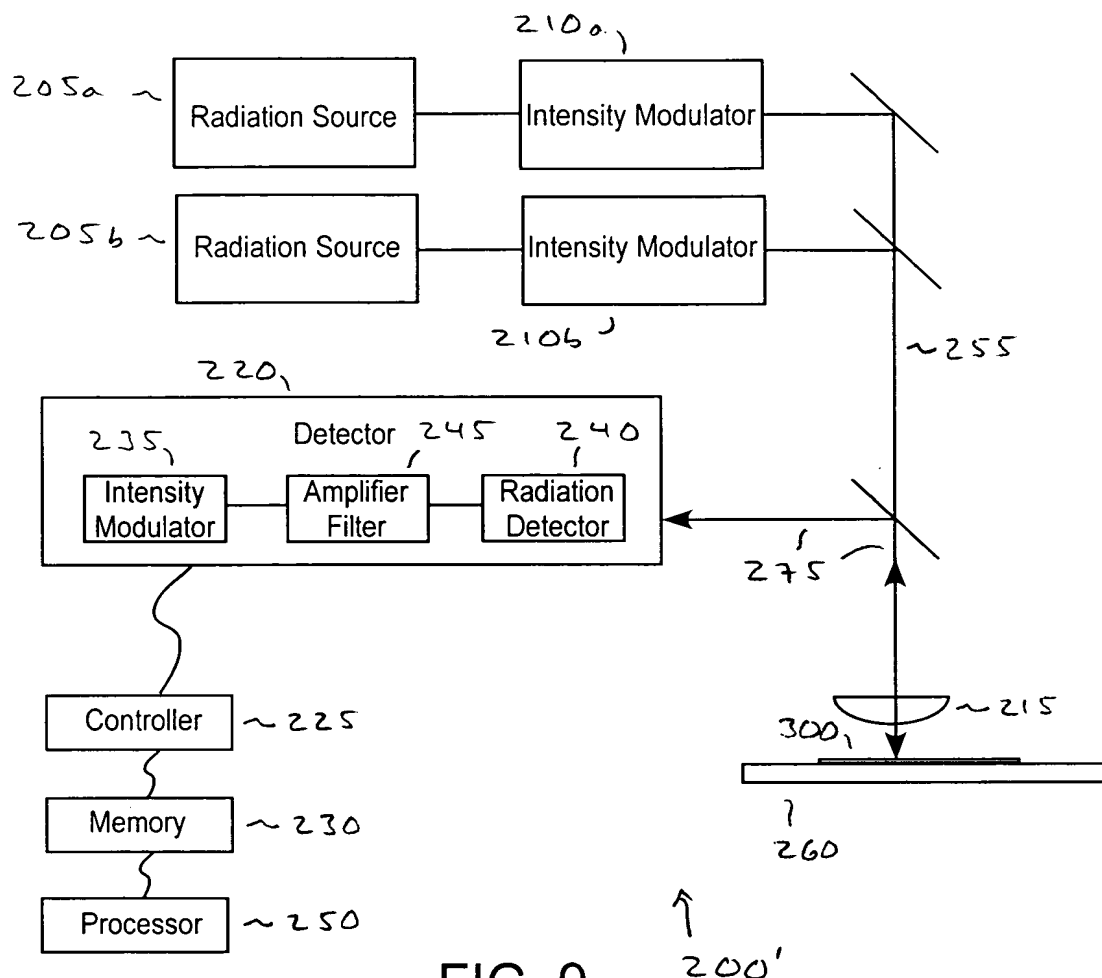 210a
205a
Radiation Source
Intensity Modulator
205b
Radiation Source
Intensity Modulator
210b
255
220
Detector
235
245
240
Intensity
Modulator
Amplifier
Filter
Radiation
Detector
275
Controller
225
215
300
Memory
230
260
Processor
250
FIG. 9
200'